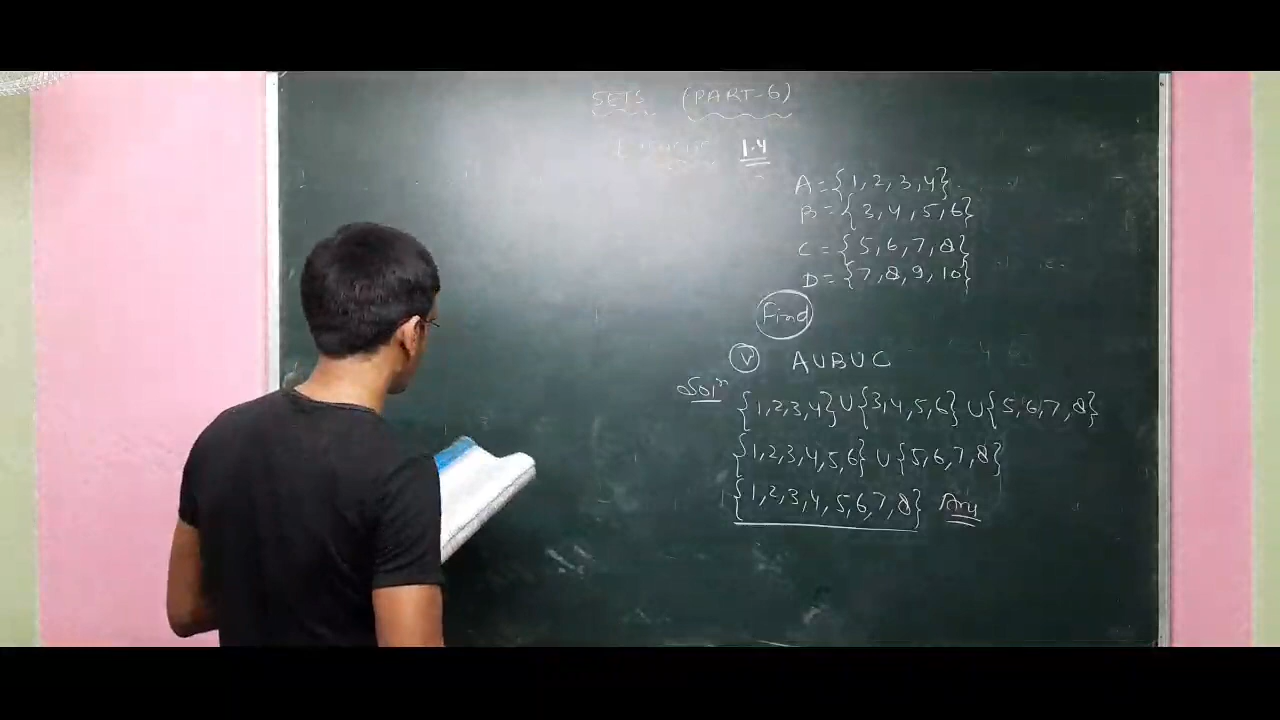 SETS (PART-6)
1.4
A = {1, 2, 3, 4}
B = {3, 4, 5, 6}
C = {5, 6, 7, 8}
D = {7, 8, 9, 10}
Find
(v) A∪B∪C
Solⁿ
{1,2,3,4} ∪ {3,4,5,6} ∪ {5,6,7,8}
{1,2,3,4,5,6} ∪ {5,6,7,8}
{1,2,3,4,5,6,7,8} Ans